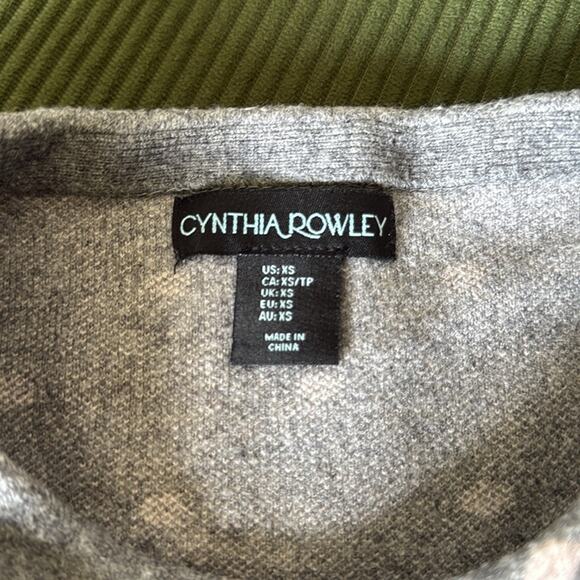 CYNTHIA ROWLEY
US: XS
CA: XS/TP
UK: XS
EU: XS
AU: XS
MADE IN
CHINA